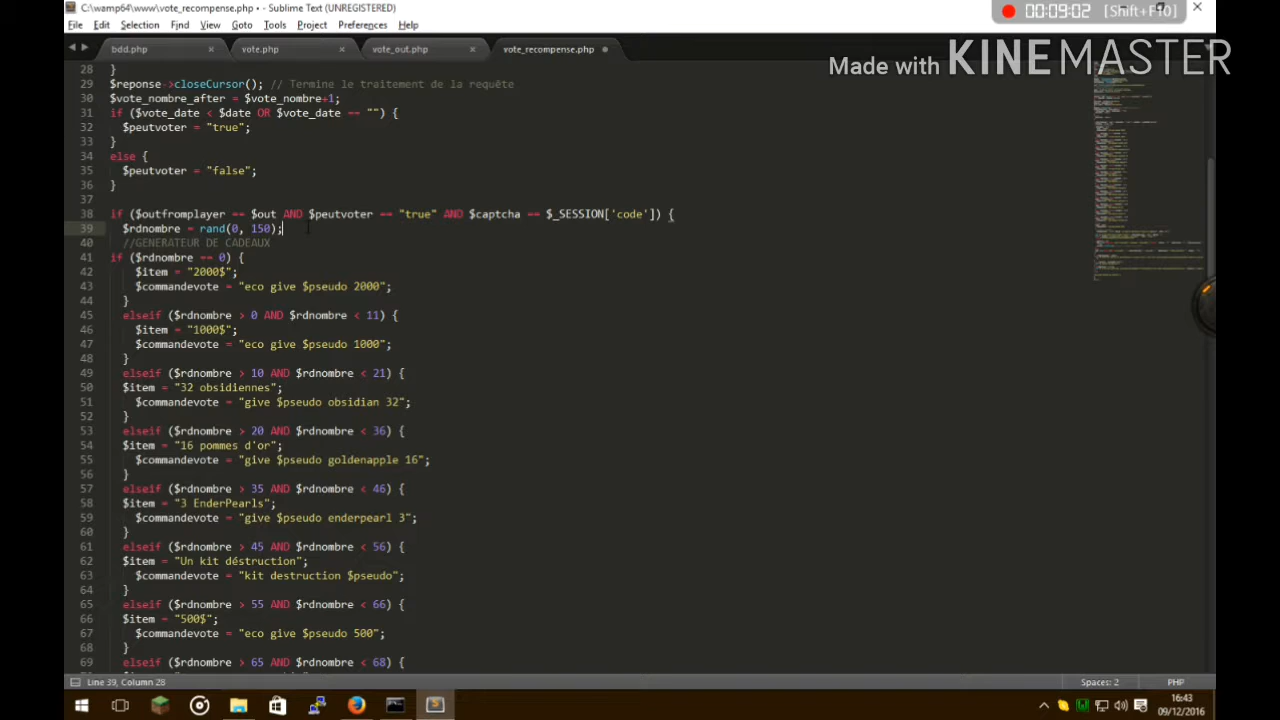 C:\wamp64\www\vote_recompense.php • - Sublime Text (UNREGISTERED)
00:09:02 [Shift+F10]
File Edit Selection Find View Goto Tools Project Preferences Help
bdd.php vote.php vote_out.php vote_recompense.php
Made with KINEMASTER
28 }
29 $reponse->closeCursor(); // Termine le traitement de la requête
30 $vote_nombre_after = $vote_nombre+1;
31 if ($vote_date < $date OR $vote_date == "") {
32 $peutvoter = "true";
33 }
34 else {
35 $peutvoter = "false";
36 }
37
38 if ($outfromplayer == $out AND $peutvoter == "true" AND $captcha == $_SESSION['code']) {
39 $rdnombre = rand(0, 150);
40 //GENERATEUR DE CADEAUX
41 if ($rdnombre == 0) {
42 $item = "2000$";
43 $commandevote = "eco give $pseudo 2000";
44 }
45 elseif ($rdnombre > 0 AND $rdnombre < 11) {
46 $item = "1000$";
47 $commandevote = "eco give $pseudo 1000";
48 }
49 elseif ($rdnombre > 10 AND $rdnombre < 21) {
50 $item = "32 obsidiennes";
51 $commandevote = "give $pseudo obsidian 32";
52 }
53 elseif ($rdnombre > 20 AND $rdnombre < 36) {
54 $item = "16 pommes d'or";
55 $commandevote = "give $pseudo goldenapple 16";
56 }
57 elseif ($rdnombre > 35 AND $rdnombre < 46) {
58 $item = "3 EnderPearls";
59 $commandevote = "give $pseudo enderpearl 3";
60 }
61 elseif ($rdnombre > 45 AND $rdnombre < 56) {
62 $item = "Un kit déstruction";
63 $commandevote = "kit destruction $pseudo";
64 }
65 elseif ($rdnombre > 55 AND $rdnombre < 66) {
66 $item = "500$";
67 $commandevote = "eco give $pseudo 500";
68 }
69 elseif ($rdnombre > 65 AND $rdnombre < 68) {
Line 39, Column 28 Spaces: 2 PHP
16:43
09/12/2016